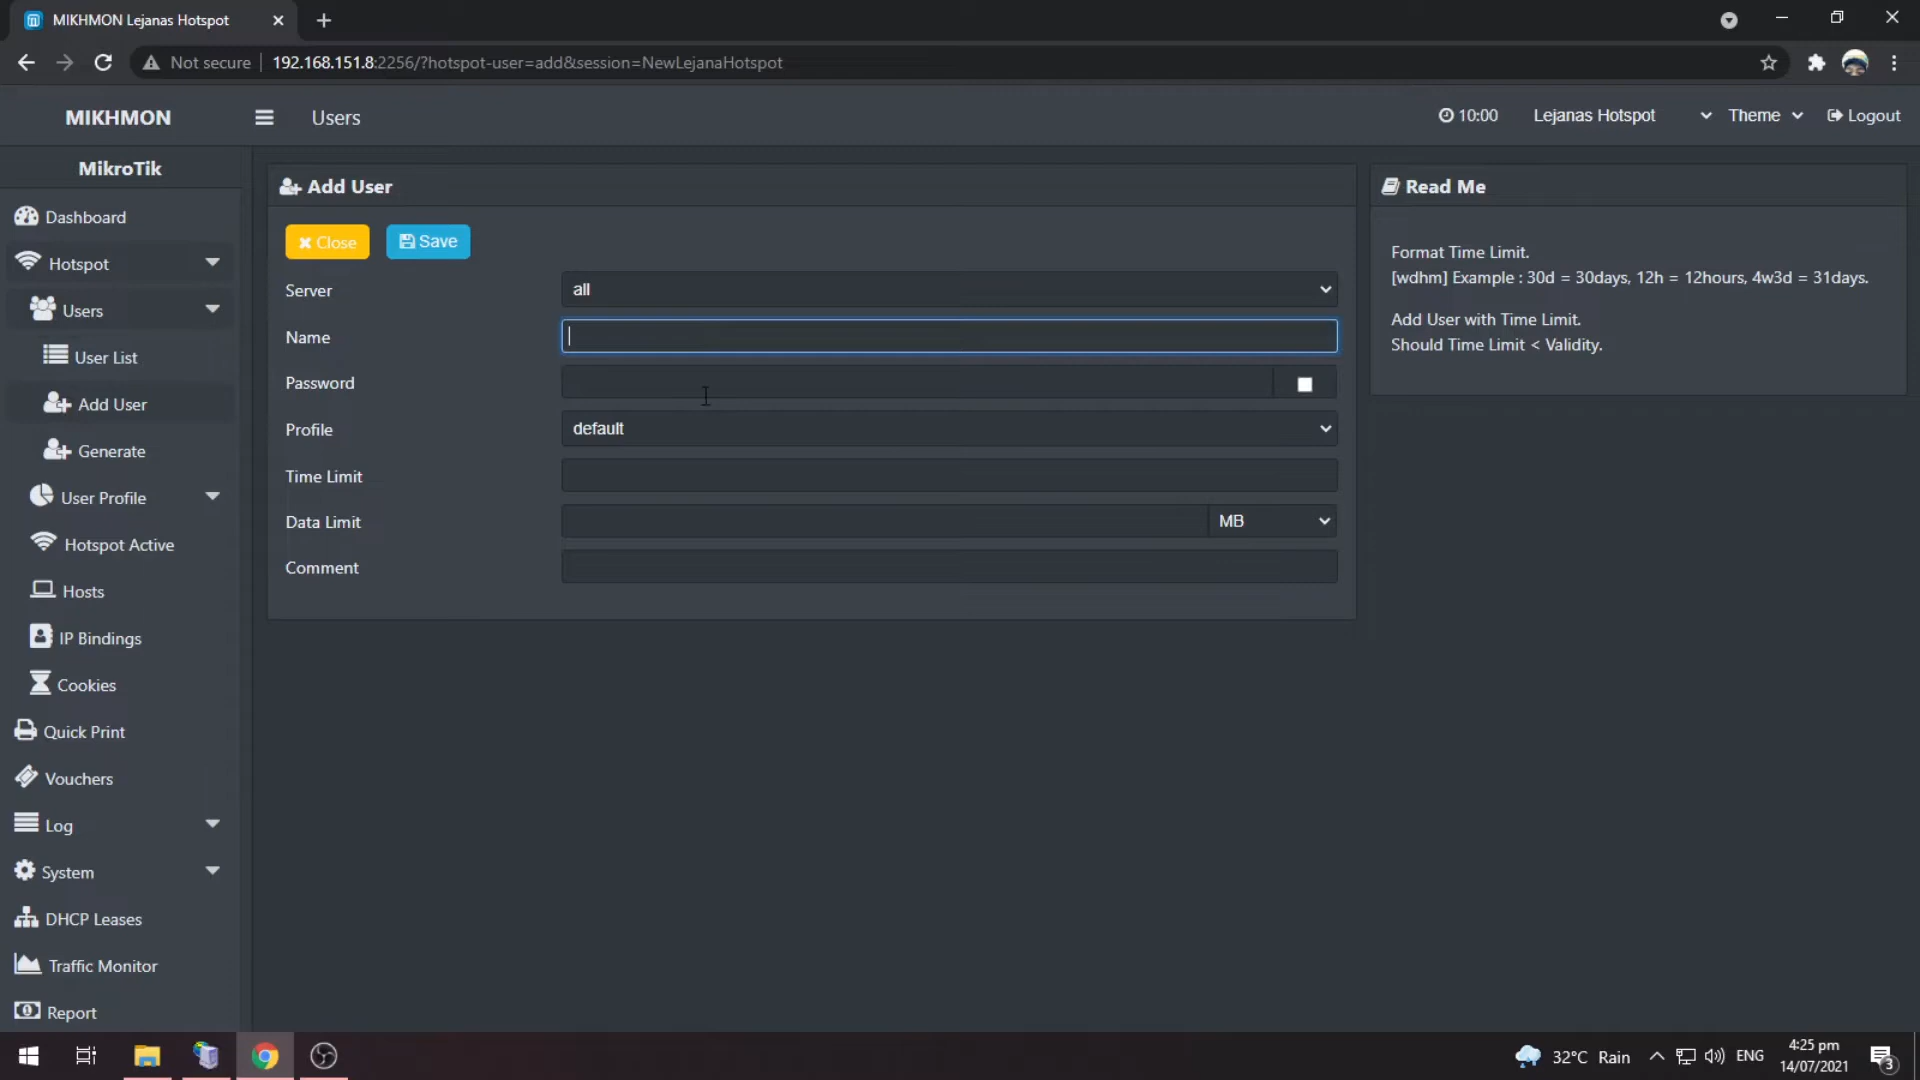 MIKHMON Lejanas Hotspot
Not secure 192.168.151.8:2256/?hotspot-user=add&session=NewLejanaHotspot
MIKHMON
Users
10:00
Lejanas Hotspot
Theme
Logout
MikroTik
Dashboard
Hotspot
Users
User List
Add User
Generate
User Profile
Hotspot Active
Hosts
IP Bindings
Cookies
Quick Print
Vouchers
Log
System
DHCP Leases
Traffic Monitor
Report
Add User
Close
Save
Server
all
Name
Password
Profile
default
Time Limit
Data Limit
MB
Comment
Read Me
Format Time Limit.
[wdhm] Example : 30d = 30days, 12h = 12hours, 4w3d = 31days.
Add User with Time Limit.
Should Time Limit < Validity.
32°C Rain
ENG
4:25 pm
14/07/2021
3